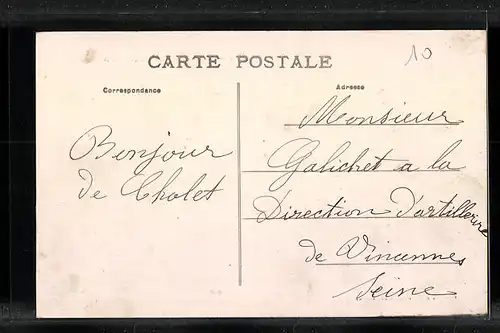 CARTE POSTALE
10
Correspondance
Adresse
Bonjour
de Cholet
Monsieur
Galichet a la
Direction d'artillerie
de Vincennes
Seine